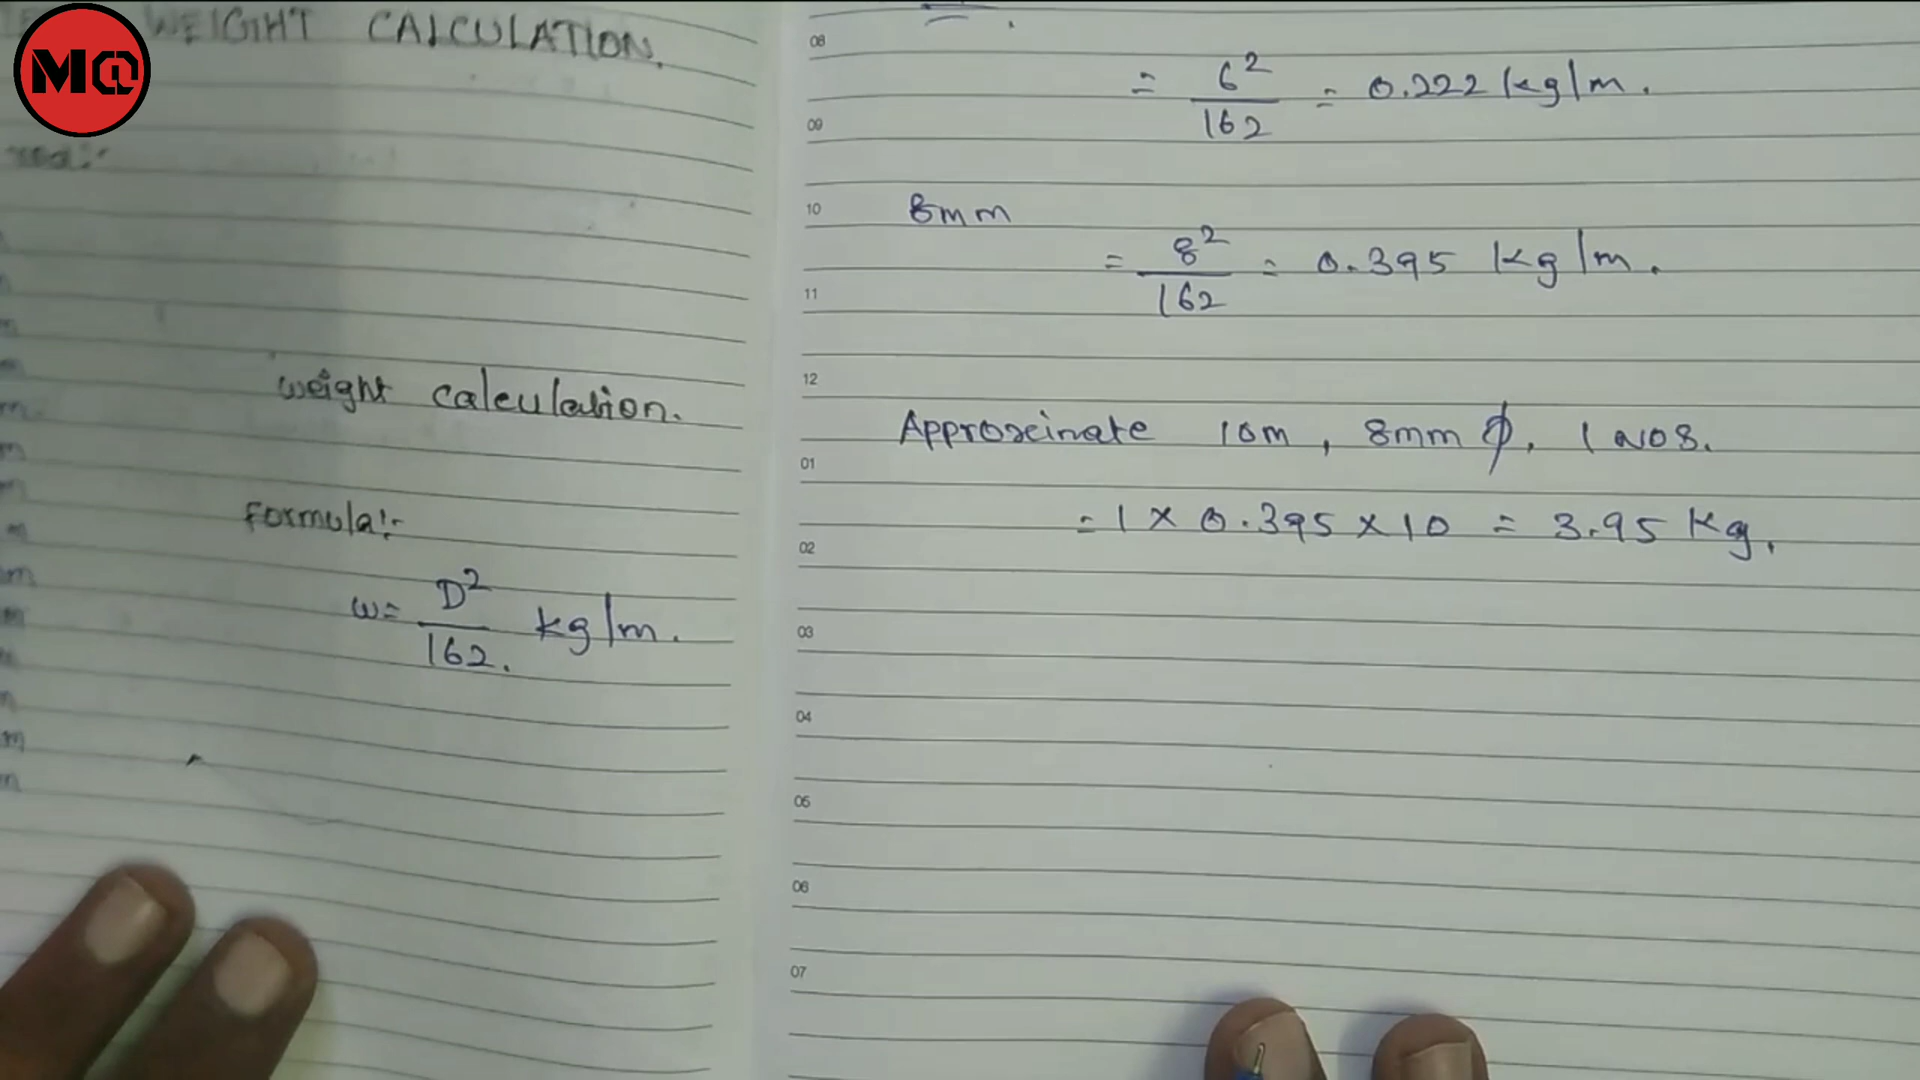 M@
WEIGHT CALCULATION.
weight calculation.
Formula:-
w= D²/162. kg/m.
08
= 6²/162 = 0.222 kg/m.
09
10
8mm
= 8²/162 = 0.395 kg/m.
11
12
Approxeinate 10m, 8mm ϕ, 1 NOS.
01
= 1 × 0.395 × 10 = 3.95 Kg.
02
03
04
05
06
07